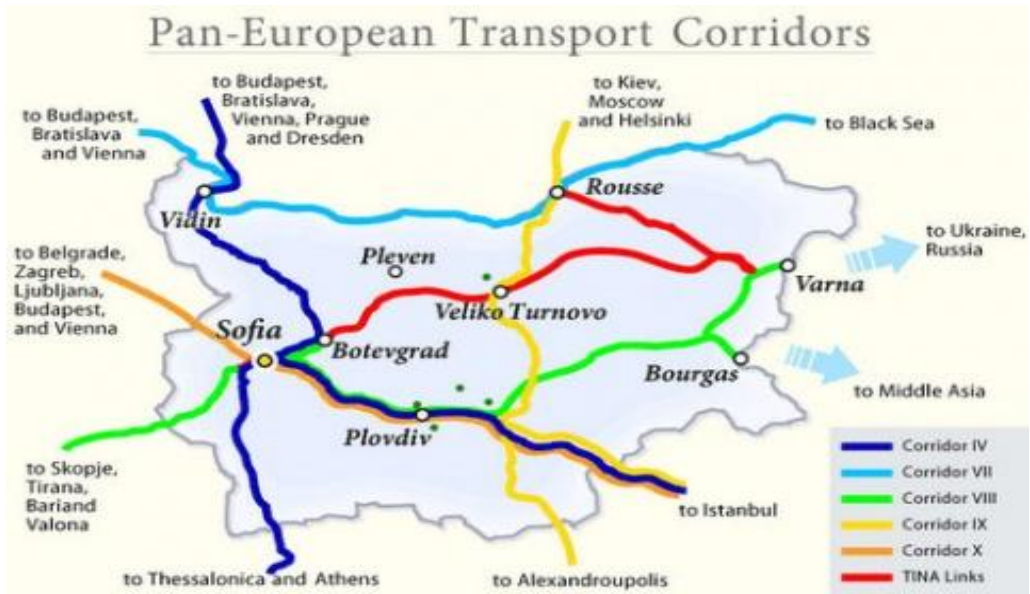 Pan-European Transport Corridors
to Budapest,
Bratislava,
Vienna, Prague
and Dresden
to Kiev,
Moscow
and Helsinki
to Budapest,
Bratislava
and Vienna
to Black Sea
Rousse
Vidin
to Ukraine,
Russia
to Belgrade,
Zagreb,
Ljubljana,
Budapest,
and Vienna
Pleven
Varna
Veliko Turnovo
Sofia
Botevgrad
Bourgas
to Middle Asia
Plovdiv
to Skopje,
Tirana,
Bariand
Valona
to Istanbul
to Thessalonica and Athens
to Alexandroupolis
Corridor IV
Corridor VII
Corridor VIII
Corridor IX
Corridor X
TINA Links